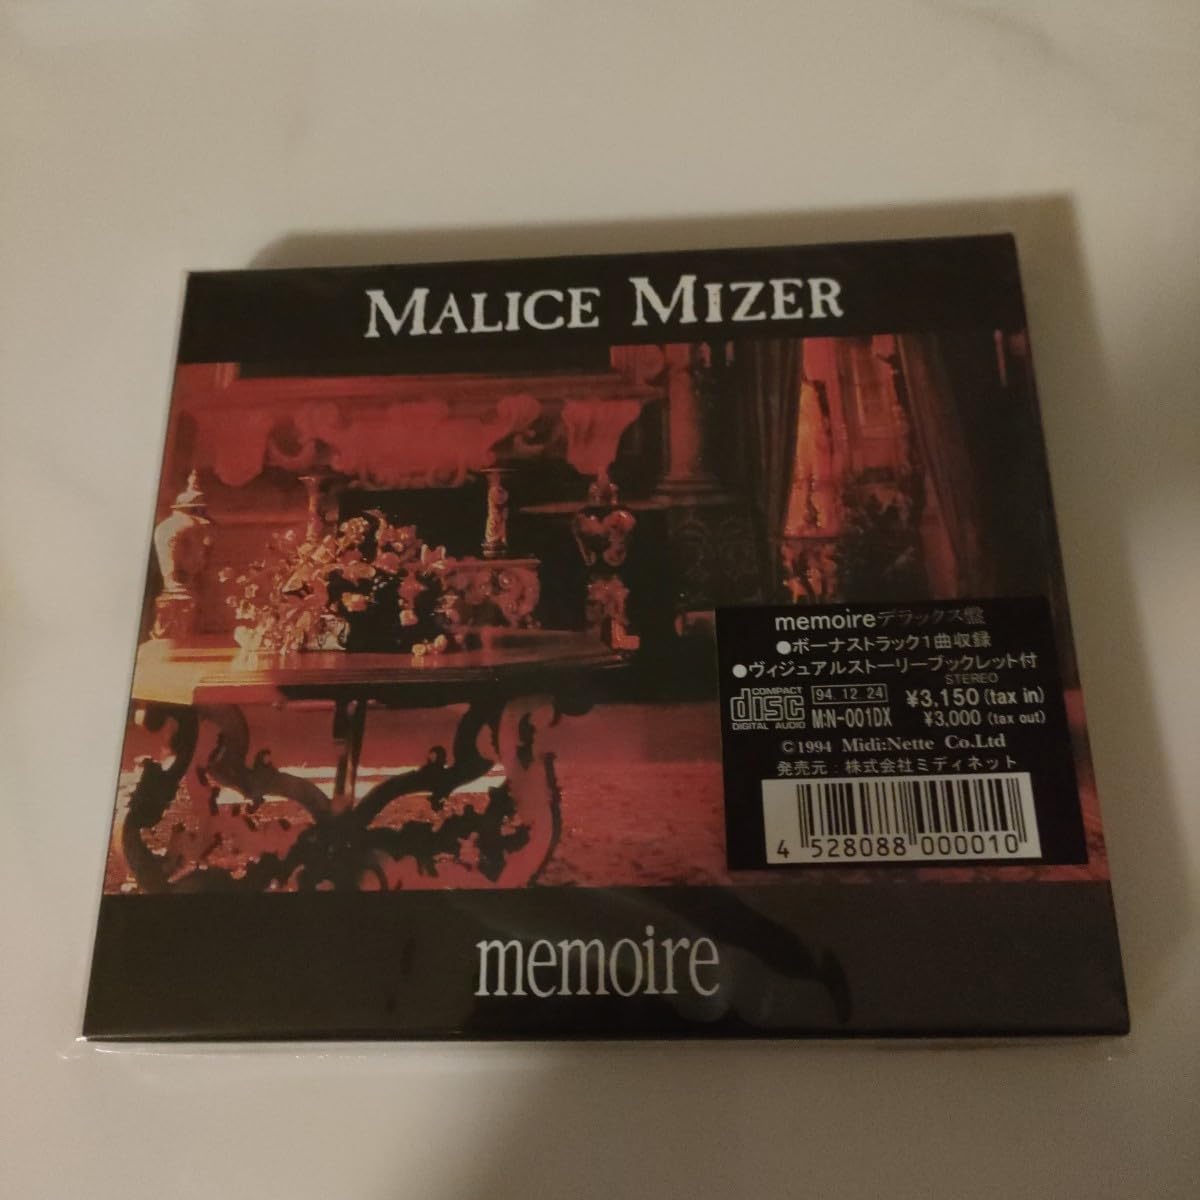 MALICE MIZER
memoireデラックス盤
●ボーナストラック1曲収録
●ヴィジュアルストーリーブックレット付
STEREO
COMPACT disc DIGITAL AUDIO
94.12.24 ¥3,150 (tax in)
M:N-001DX ¥3,000 (tax out)
©1994 Midi:Nette Co.Ltd
発売元:株式会社ミディネット
4 528088 000010
memoire